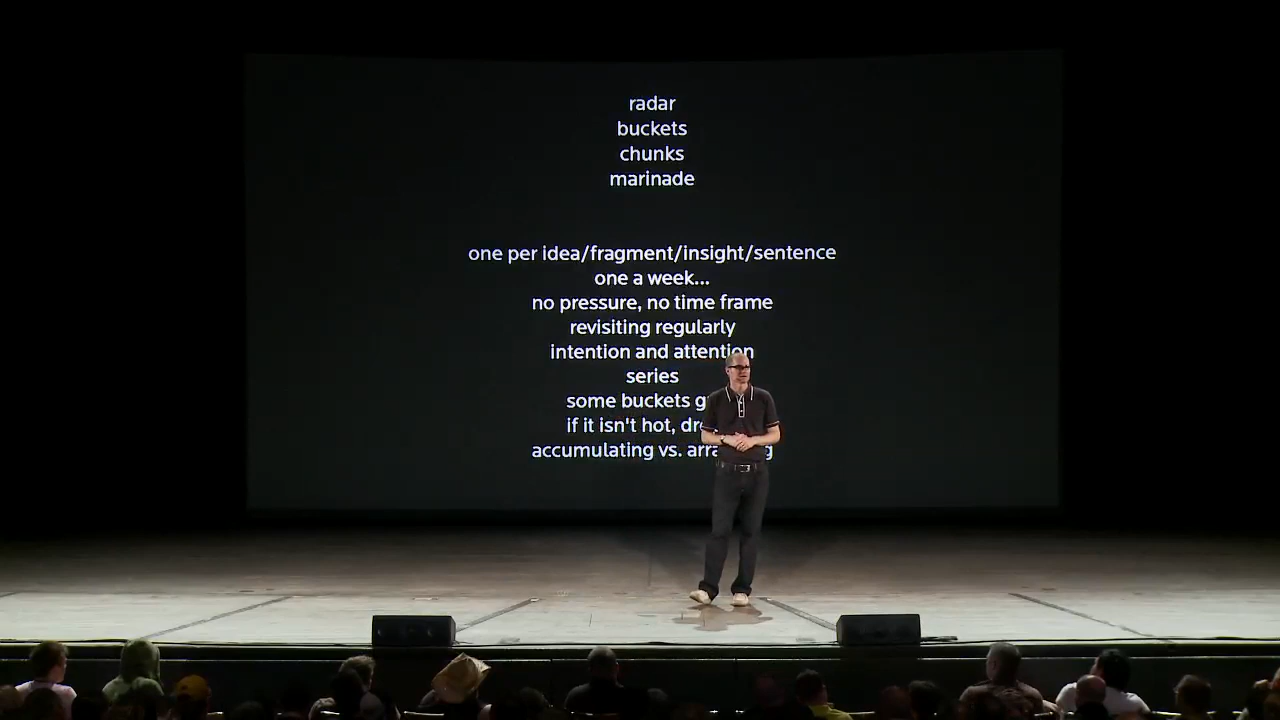 radar
buckets
chunks
marinade
one per idea/fragment/insight/sentence
one a week...
no pressure, no time frame
revisiting regularly
intention and attention
series
some buckets
if it isn't hot,
accumulating vs.